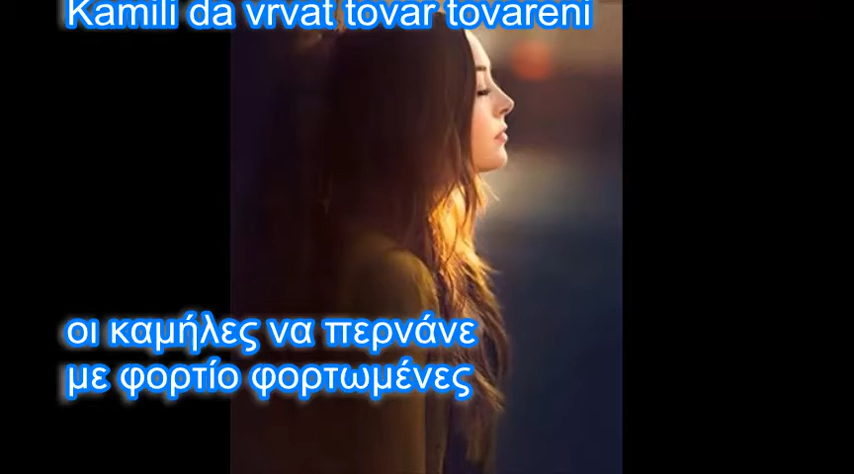 Kamili da vrvat tovar tovareni
οι καμήλες να περνάνε
με φορτίο φορτωμένες